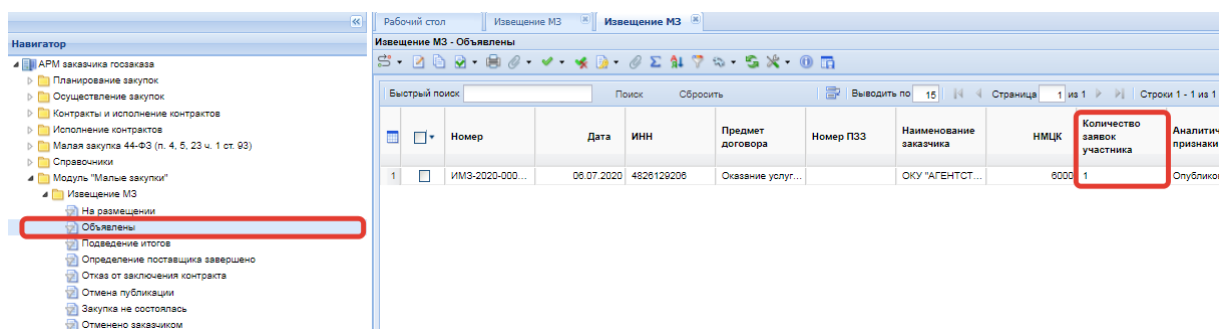 Рабочий стол
Извещение МЗ
Извещение МЗ
Навигатор
Извещение МЗ - Объявлены
АРМ заказчика госзаказа
Планирование закупок
Осуществление закупок
Контракты и исполнение контрактов
Исполнение контрактов
Малая закупка 44-ФЗ (п. 4, 5, 23 ч. 1 ст. 93)
Справочники
Модуль "Малые закупки"
Извещение МЗ
На размещении
Объявлены
Подведение итогов
Определение поставщика завершено
Отказ от заключения контракта
Отмена публикации
Закупка не состоялась
Отменено заказчиком
Быстрый поиск Поиск Сбросить Выводить по 15 Страница 1 из 1 Строки 1 - 1 из 1
Номер
Дата
ИНН
Предмет
договора
Номер ПЗЗ
Наименование
заказчика
НМЦК
Количество
заявок
участника
Аналитич
признаки
1 ИМЗ-2020-000... 06.07.2020 4826129206 Оказание услуг... ОКУ "АГЕНТСТ... 6000 1 Опублико